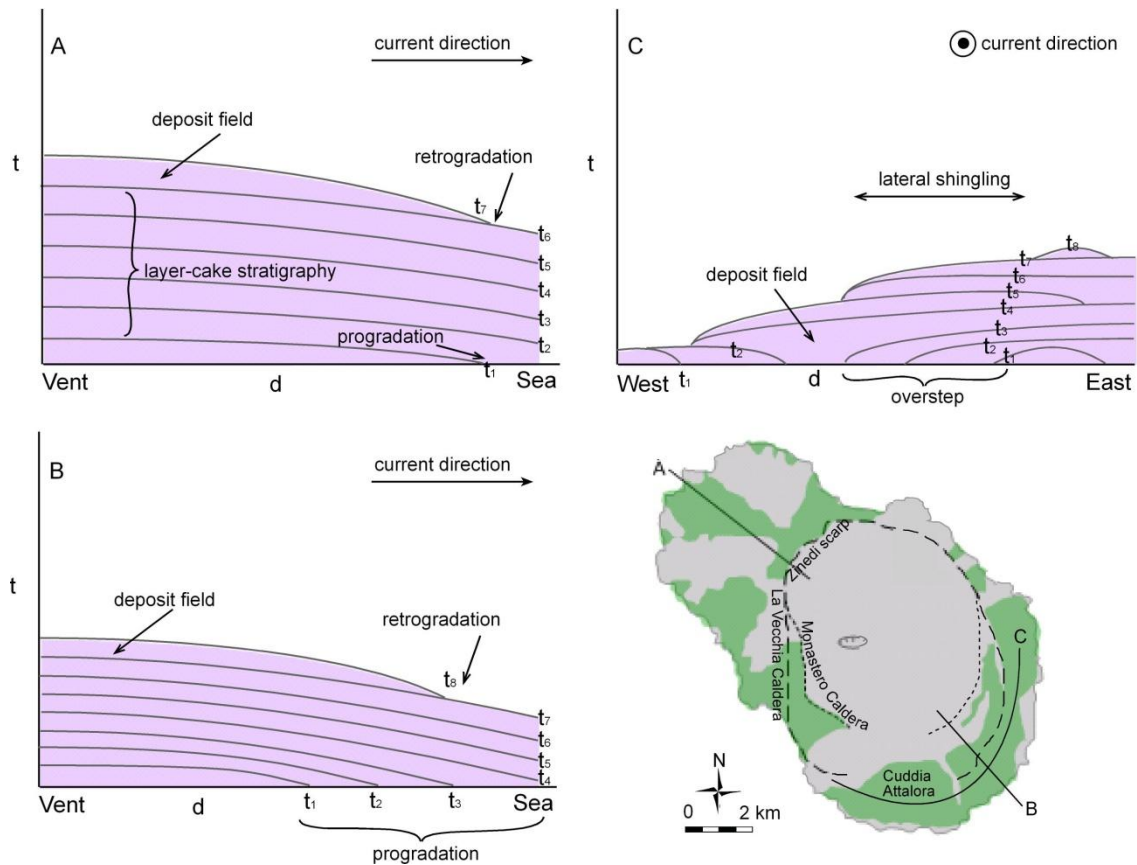 A
current direction
deposit field
retrogradation
t
t₇
t₆
layer-cake stratigraphy
t₅
t₄
t₃
progradation
t₂
t₁
Vent
d
Sea
C
current direction
t
lateral shingling
t₈
deposit field
t₇
t₆
t₅
t₄
t₃
t₂
t₂
t₁
West
t₁
d
East
overstep
B
current direction
t
deposit field
retrogradation
t₈
t₇
t₆
t₅
t₄
Vent
d
t₁
t₂
t₃
Sea
progradation
A
Zinedi scarp
La Vecchia Caldera
Monastero Caldera
C
N
Cuddia
Attalora
B
0
2 km